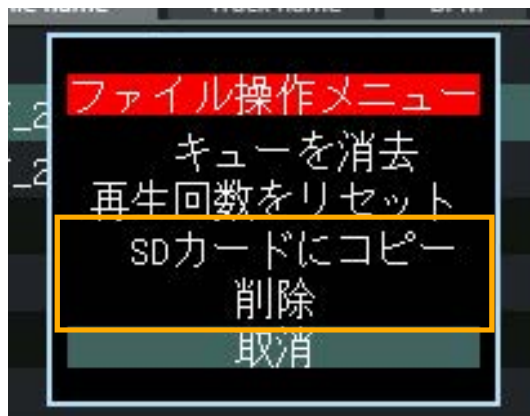 ファイル操作メニュー
キューを消去
再生回数をリセット
SDカードにコピー
削除
取消